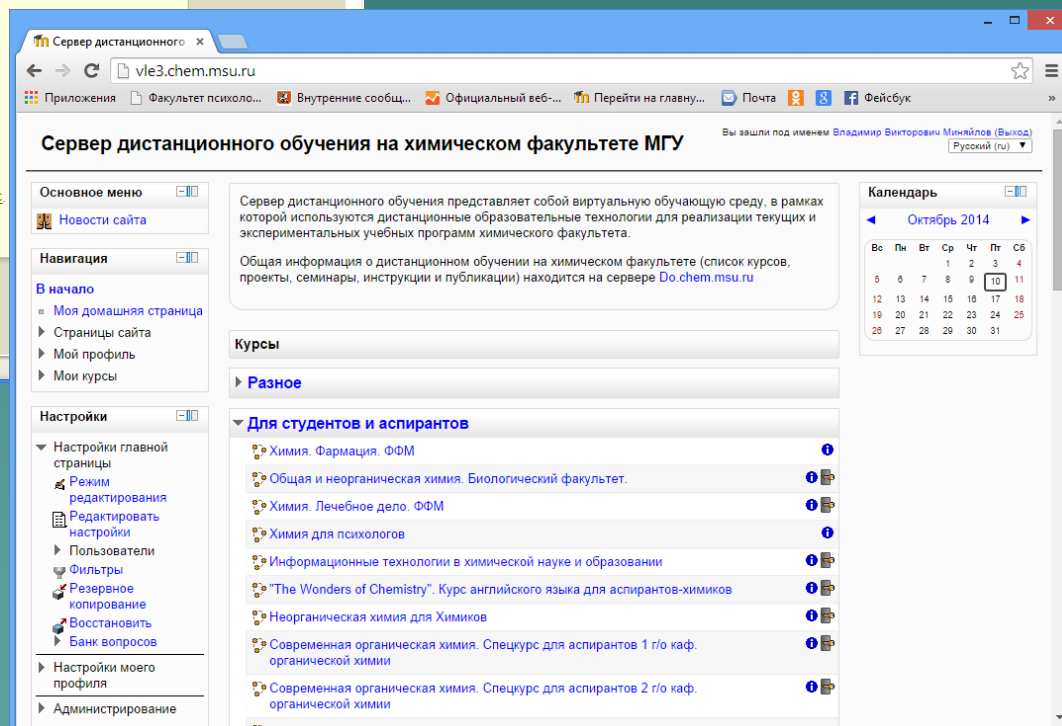 Сервер дистанционного ×
vle3.chem.msu.ru
Приложения Факультет психоло... Внутренние сообщ... Официальный веб-... Перейти на главну... Почта Фейсбук »
Сервер дистанционного обучения на химическом факультете МГУ
Вы зашли под именем Владимир Викторович Миняйлов (Выход)
Русский (ru)
Основное меню
Новости сайта
Навигация
В начало
Моя домашняя страница
Страницы сайта
Мой профиль
Мои курсы
Настройки
Настройки главной
страницы
Режим
редактирования
Редактировать
настройки
Пользователи
Фильтры
Резервное
копирование
Восстановить
Банк вопросов
Настройки моего
профиля
Администрирование
Сервер дистанционного обучения представляет собой виртуальную обучающую среду, в рамках
которой используются дистанционные образовательные технологии для реализации текущих и
экспериментальных учебных программ химического факультета.
Общая информация о дистанционном обучении на химическом факультете (список курсов,
проекты, семинары, инструкции и публикации) находится на сервере Do.chem.msu.ru
Курсы
Разное
Для студентов и аспирантов
Химия. Фармация. ФФМ
Общая и неорганическая химия. Биологический факультет.
Химия. Лечебное дело. ФФМ
Химия для психологов
Информационные технологии в химической науке и образовании
"The Wonders of Chemistry". Курс английского языка для аспирантов-химиков
Неорганическая химия для Химиков
Современная органическая химия. Спецкурс для аспирантов 1 г/о каф.
органической химии
Современная органическая химия. Спецкурс для аспирантов 2 г/о каф.
органической химии
Календарь
Октябрь 2014
Вс Пн Вт Ср Чт Пт Сб
1 2 3 4
5 6 7 8 9 10 11
12 13 14 15 16 17 18
19 20 21 22 23 24 25
26 27 28 29 30 31